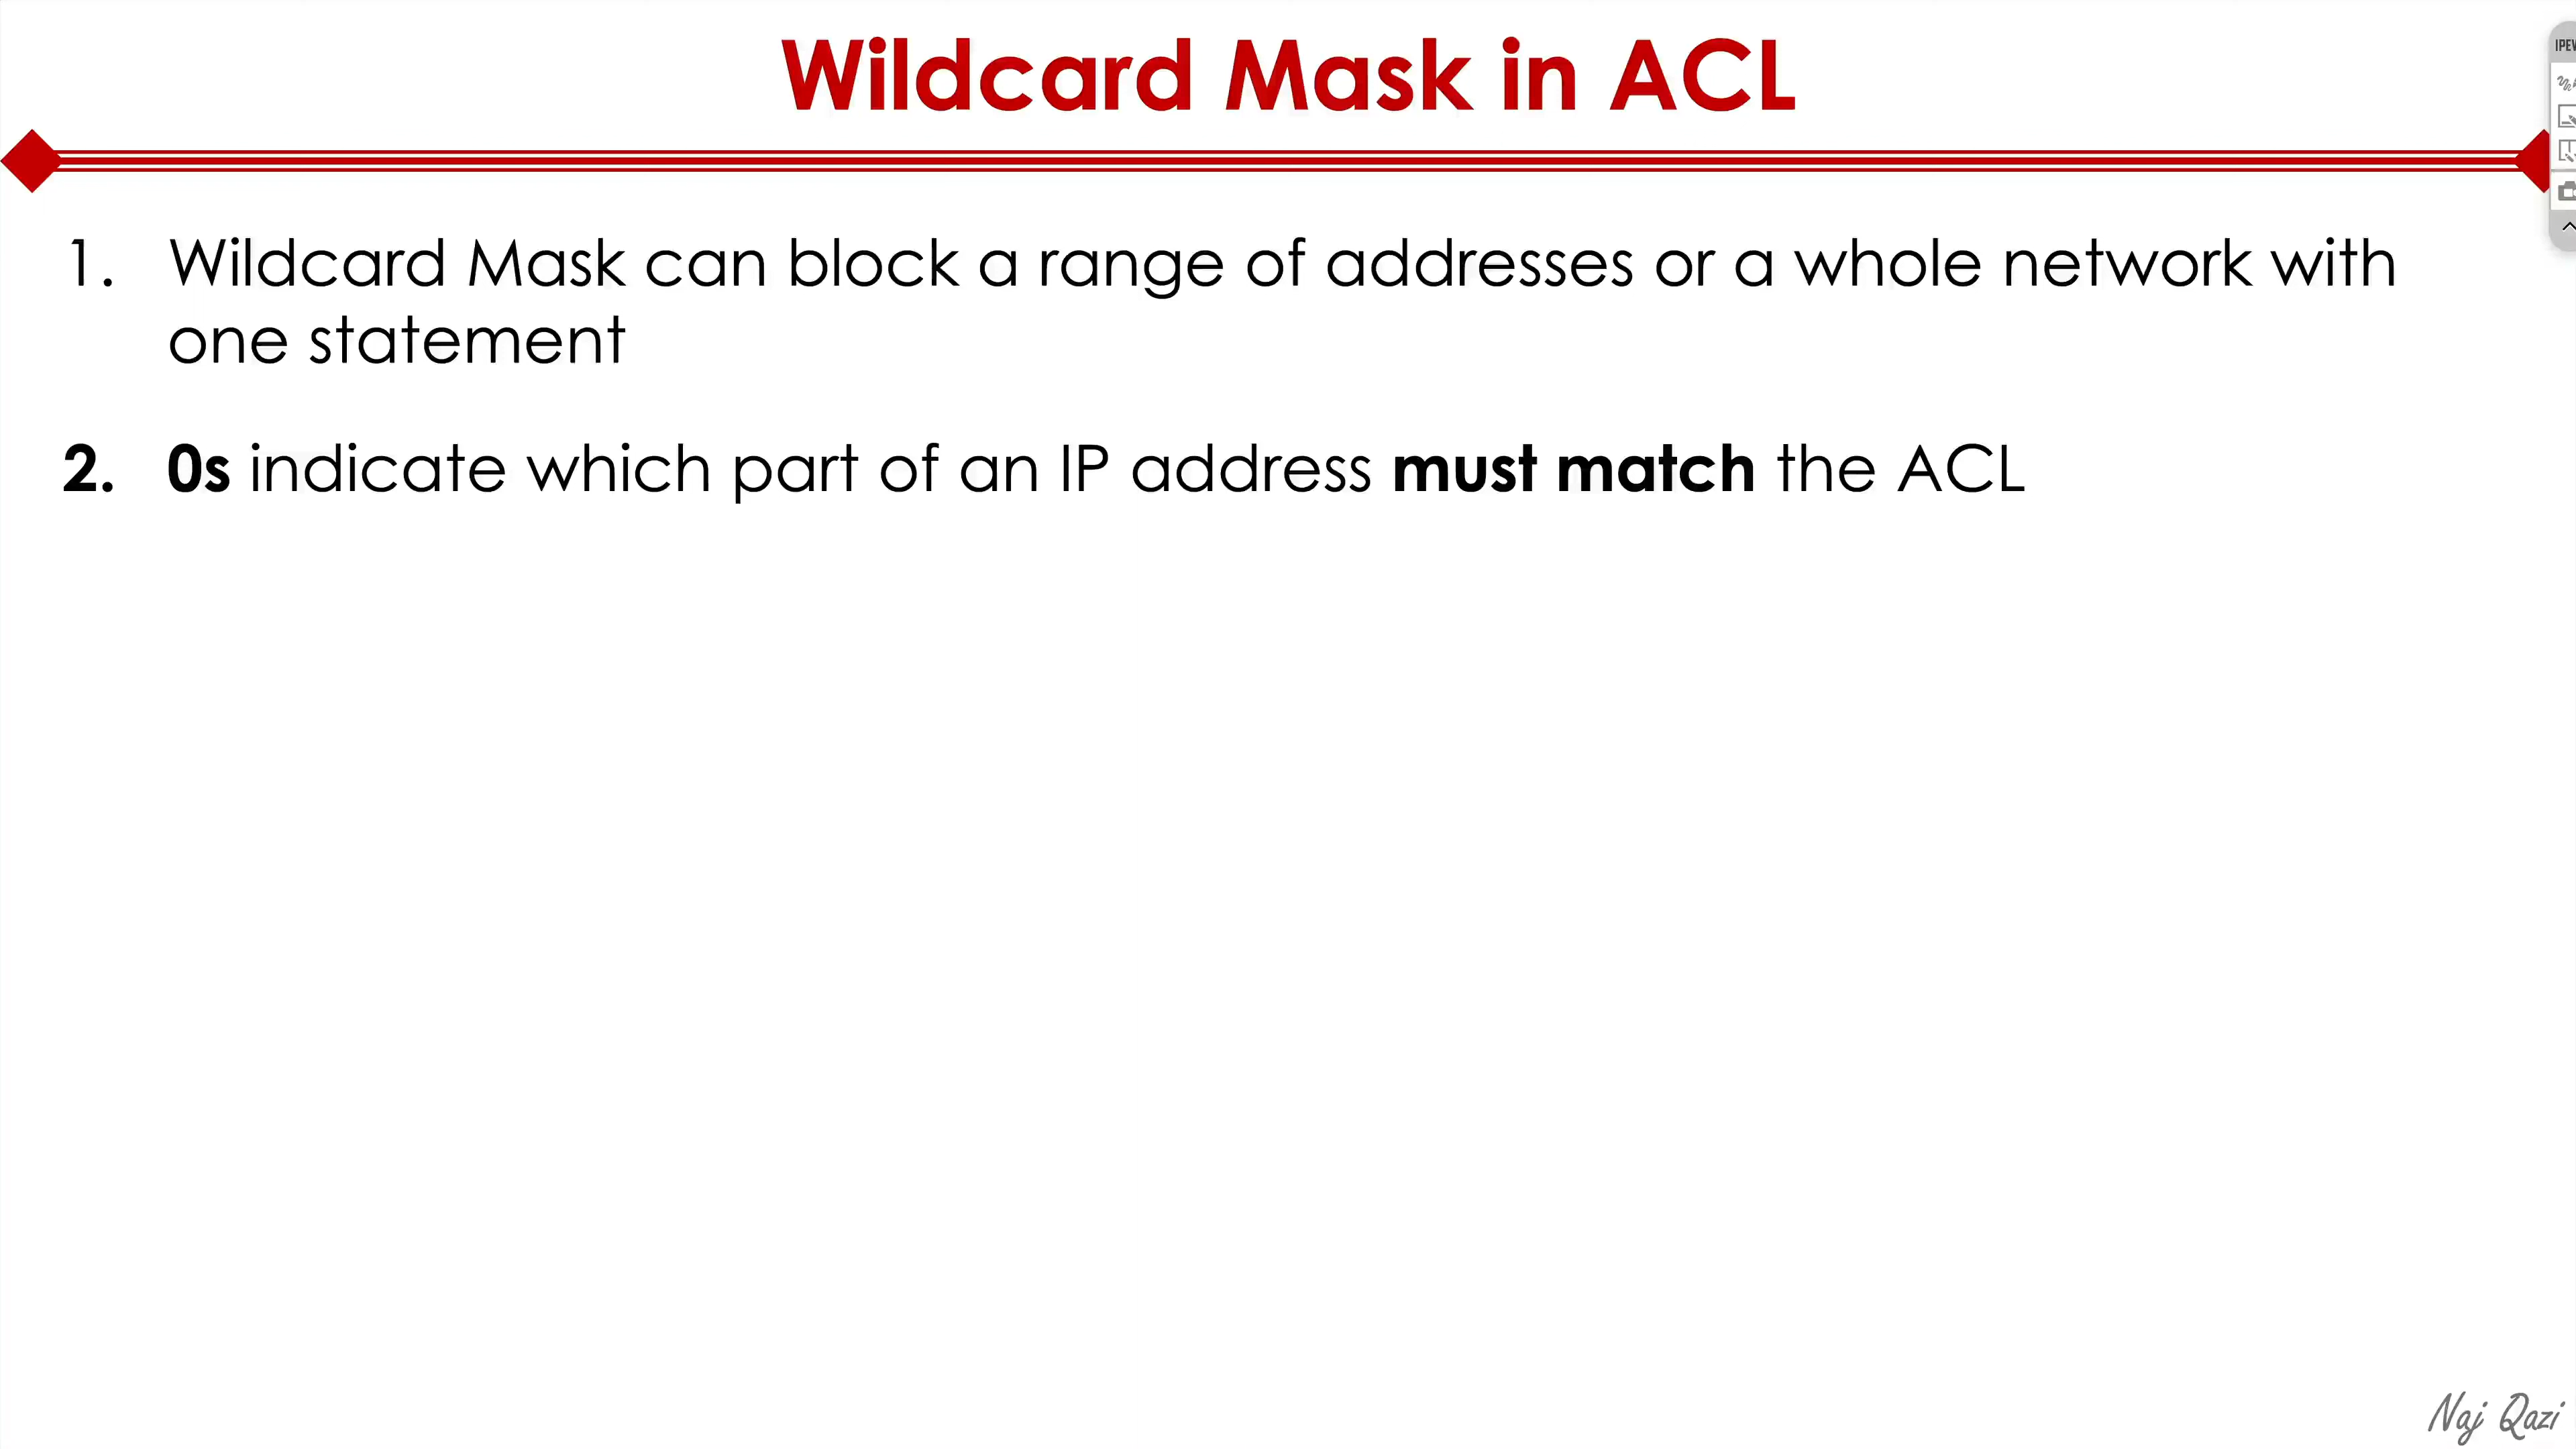 Wildcard Mask in ACL
1. Wildcard Mask can block a range of addresses or a whole network with
one statement
2. 0s indicate which part of an IP address must match the ACL
Naj Qazi